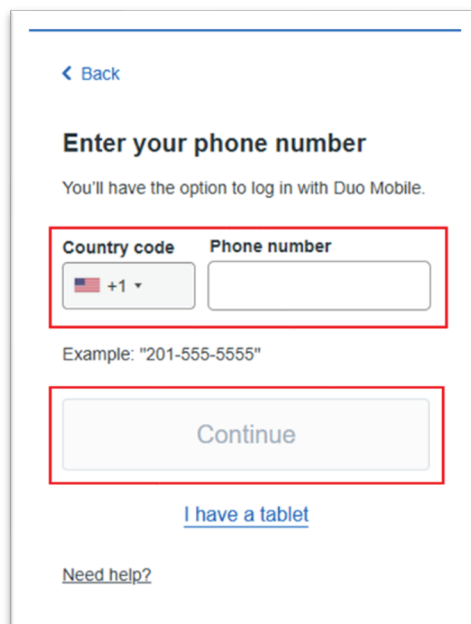 Back
Enter your phone number
You'll have the option to log in with Duo Mobile.
Country code Phone number
+1
Example: "201-555-5555"
Continue
I have a tablet
Need help?